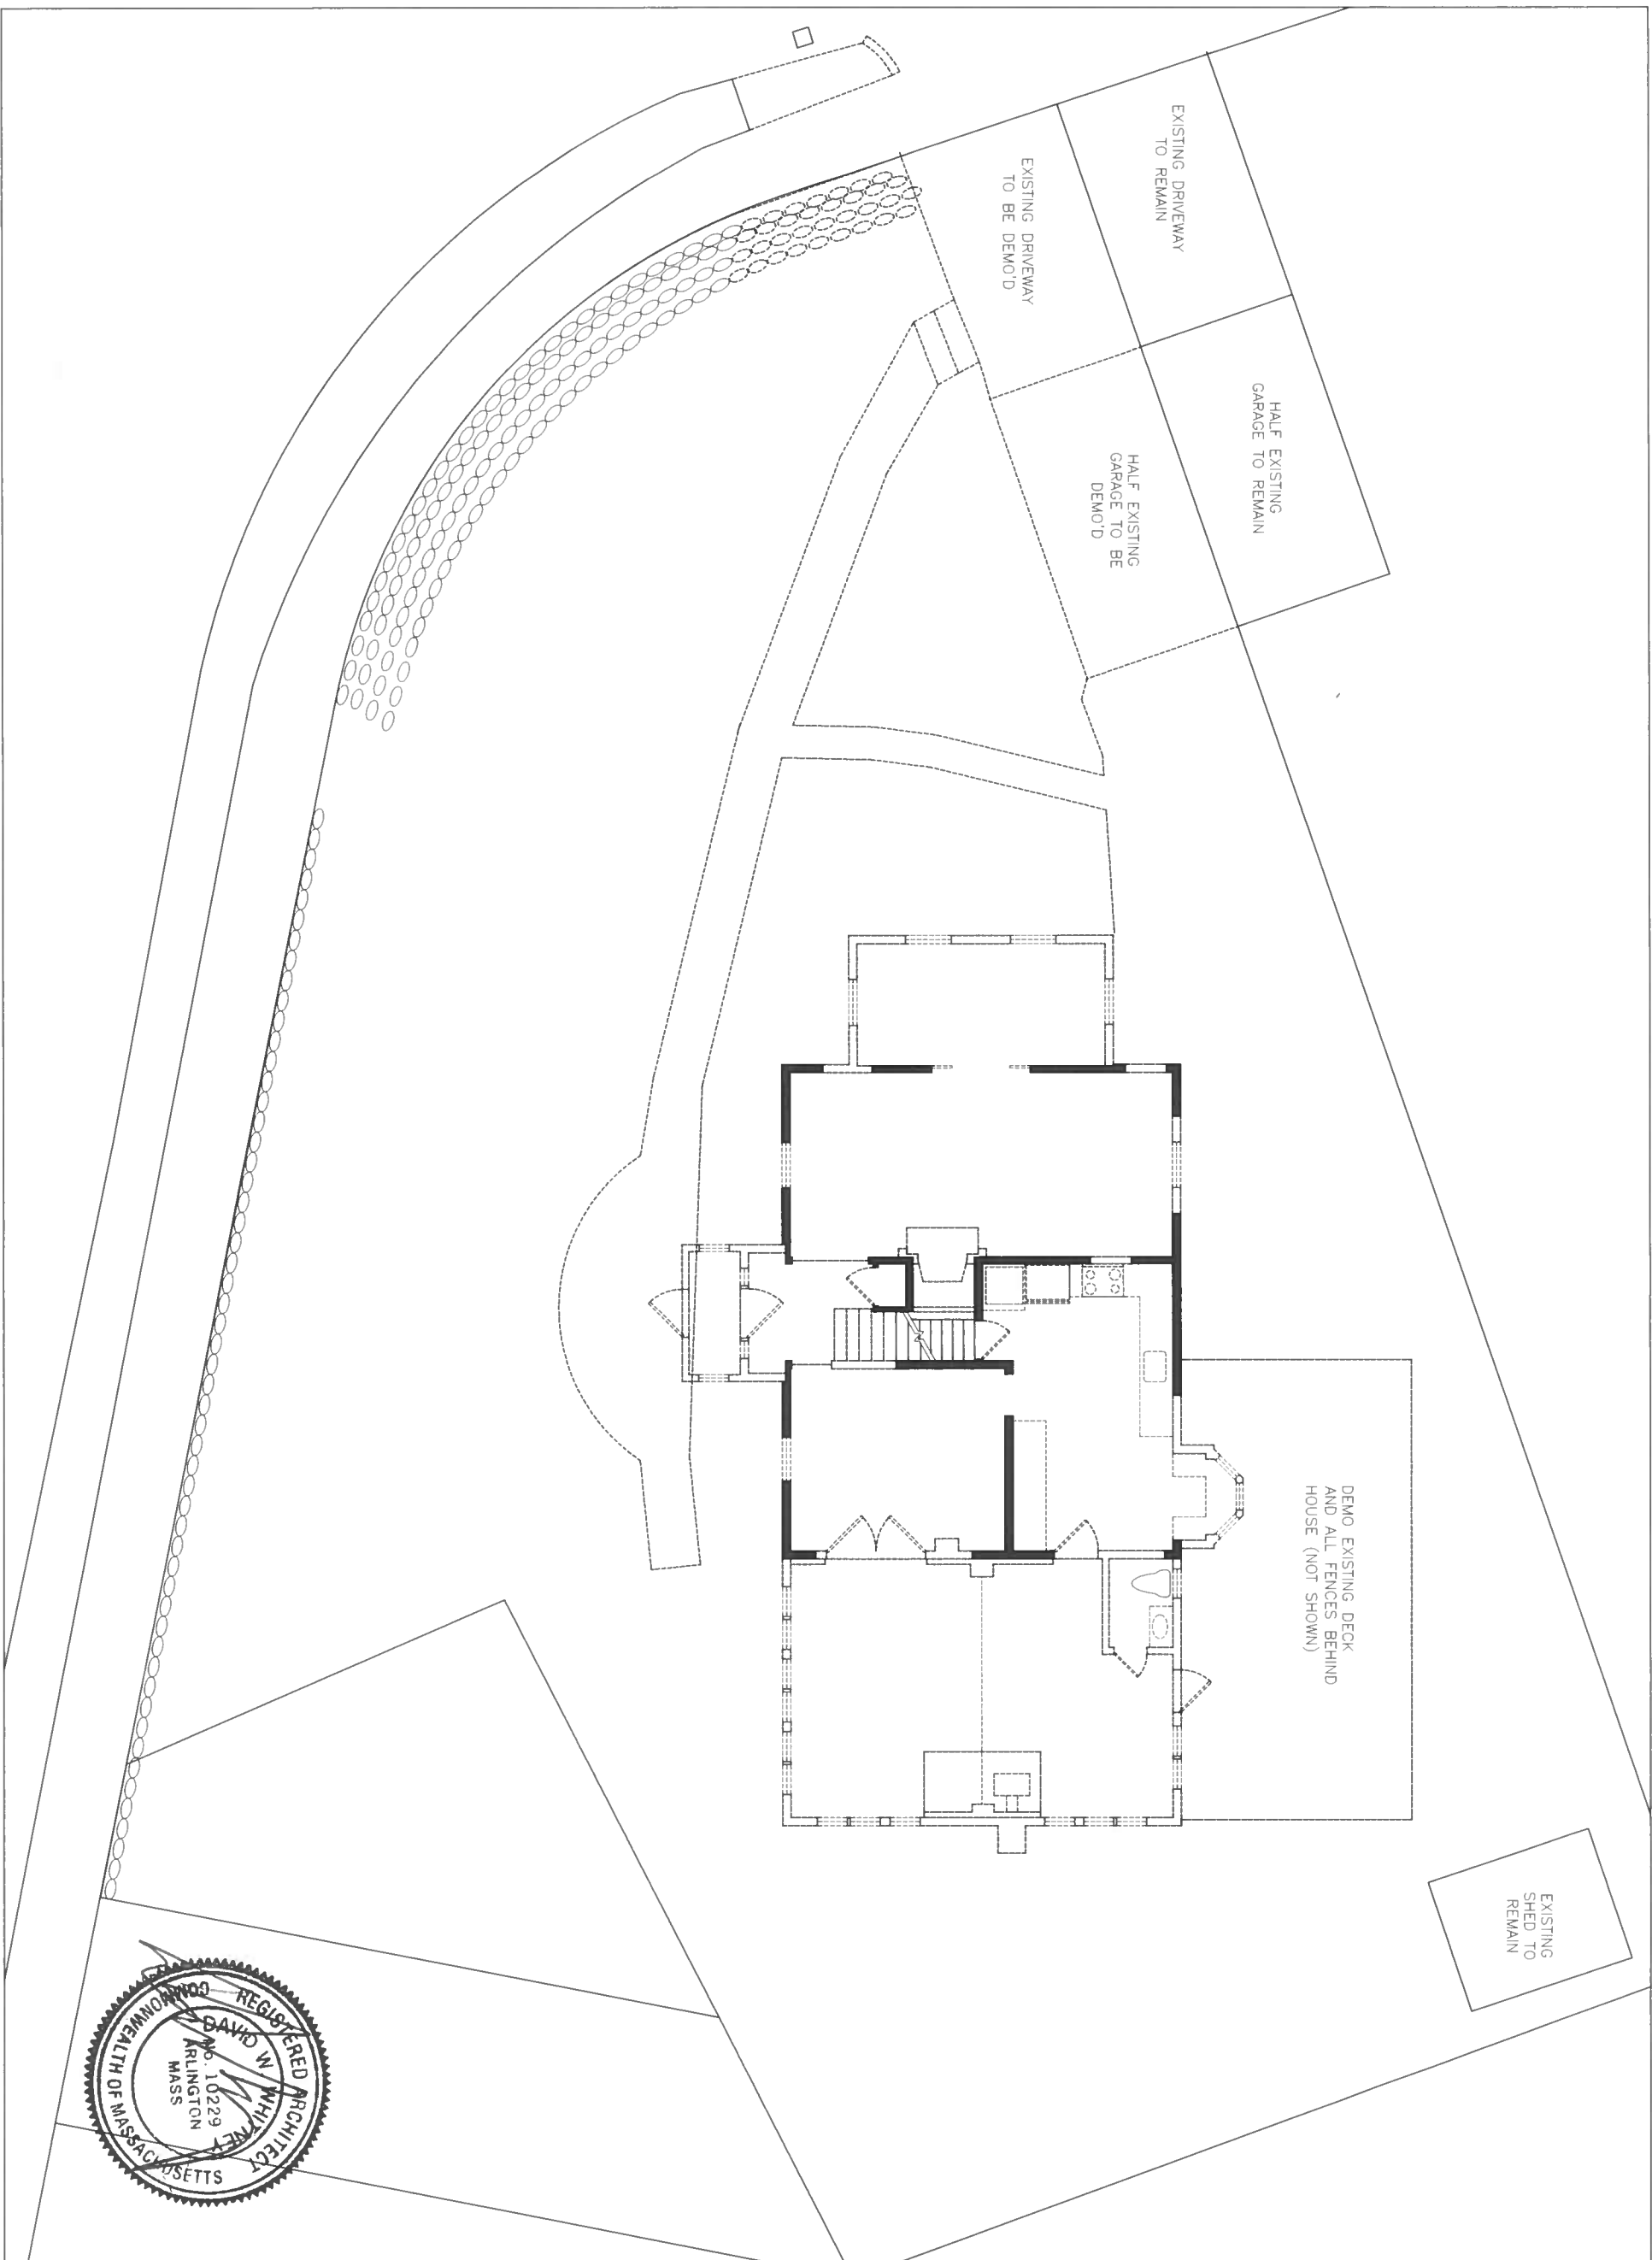 EXISTING DRIVEWAY
TO REMAIN
EXISTING DRIVEWAY
TO BE DEMO'D
HALF EXISTING
GARAGE TO REMAIN
HALF EXISTING
GARAGE TO BE
DEMO'D
DEMO EXISTING DECK
AND ALL FENCES BEHIND
HOUSE (NOT SHOWN)
EXISTING
SHED TO
REMAIN
REGISTERED ARCHITECT
DAVID W. WHITNEY
No. 10229
ARLINGTON
MASS
COMMONWEALTH OF MASSACHUSETTS